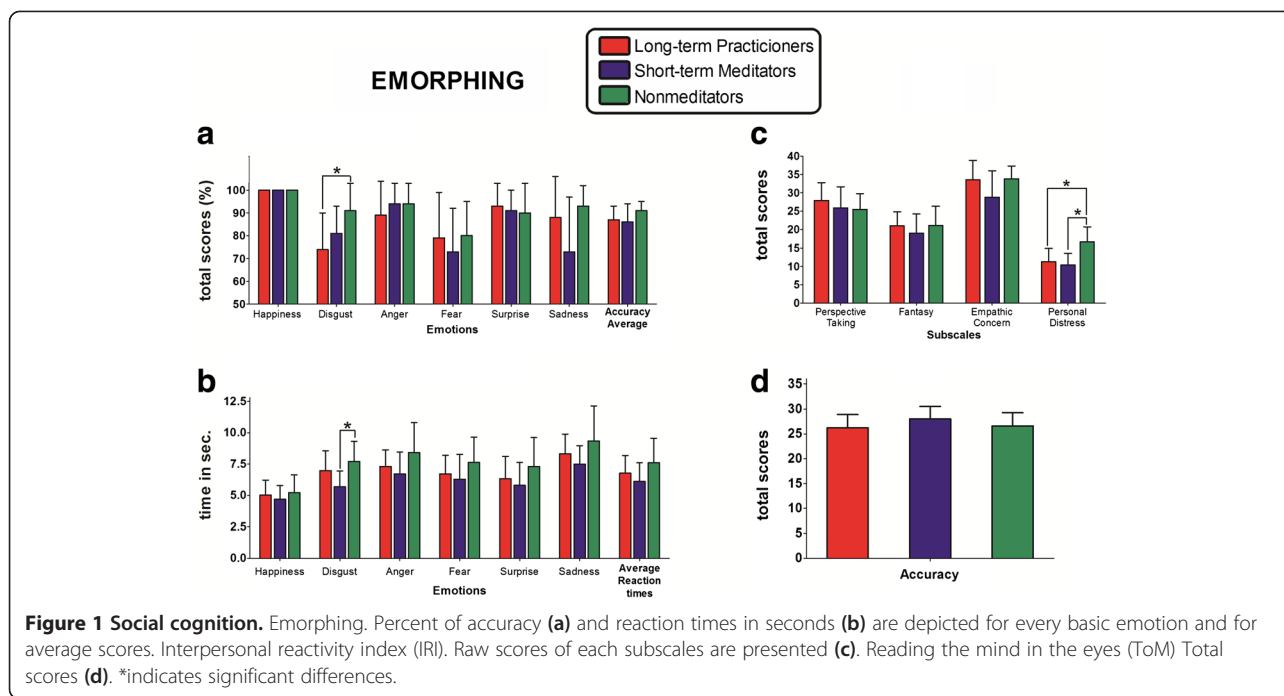 EMORPHING
Long-term Practicioners
Short-term Meditators
Nonmeditators
a
total scores (%)
100
90
80
70
60
50
*
Happiness Disgust Anger Fear Surprise Sadness Accuracy Average
Emotions
c
total scores
40
35
30
25
20
15
10
5
0
*
*
Perspective Taking Fantasy Empathic Concern Personal Distress
Subscales
b
time in sec.
12.5
10.0
7.5
5.0
2.5
0.0
*
Happiness Disgust Anger Fear Surprise Sadness Average Reaction times
Emotions
d
total scores
35
30
25
20
15
10
5
0
Accuracy
Figure 1 Social cognition. Emorphing. Percent of accuracy (a) and reaction times in seconds (b) are depicted for every basic emotion and for
average scores. Interpersonal reactivity index (IRI). Raw scores of each subscales are presented (c). Reading the mind in the eyes (ToM) Total
scores (d). *indicates significant differences.